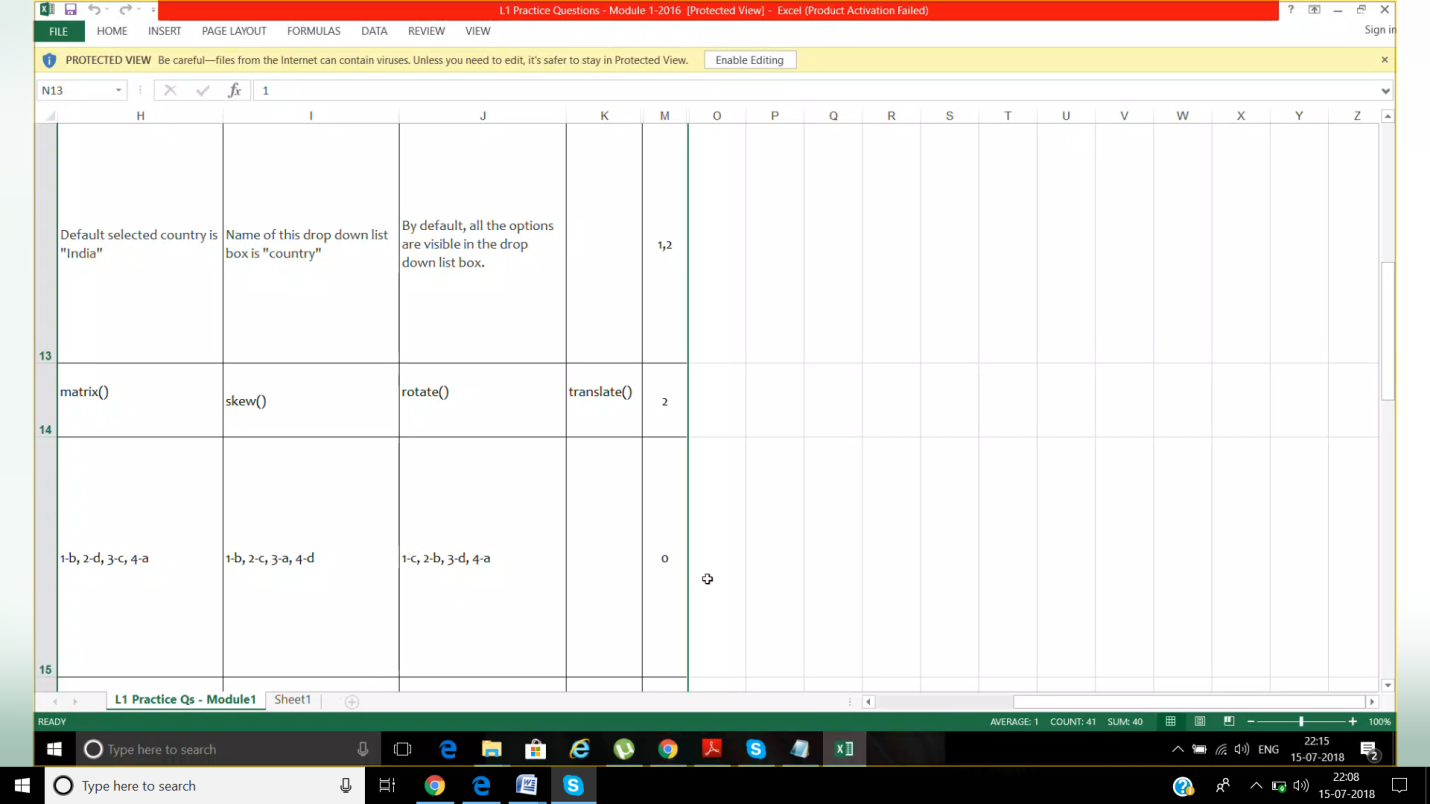 L1 Practice Questions - Module 1-2016 [Protected View] - Excel (Product Activation Failed)
?
FILE HOME INSERT PAGE LAYOUT FORMULAS DATA REVIEW VIEW
Sign in
PROTECTED VIEW Be careful—files from the Internet can contain viruses. Unless you need to edit, it's safer to stay in Protected View. Enable Editing
N13 fx 1
H I J K M O P Q R S T U V W X Y Z
Default selected country is
"India"
Name of this drop down list
box is "country"
By default, all the options
are visible in the drop
down list box.
1,2
13
matrix() skew() rotate() translate() 2
14
1-b, 2-d, 3-c, 4-a 1-b, 2-c, 3-a, 4-d 1-c, 2-b, 3-d, 4-a 0
15
L1 Practice Qs - Module1 Sheet1
READY AVERAGE: 1 COUNT: 41 SUM: 40 100%
Type here to search ENG 22:15
15-07-2018 2
Type here to search 22:08
15-07-2018